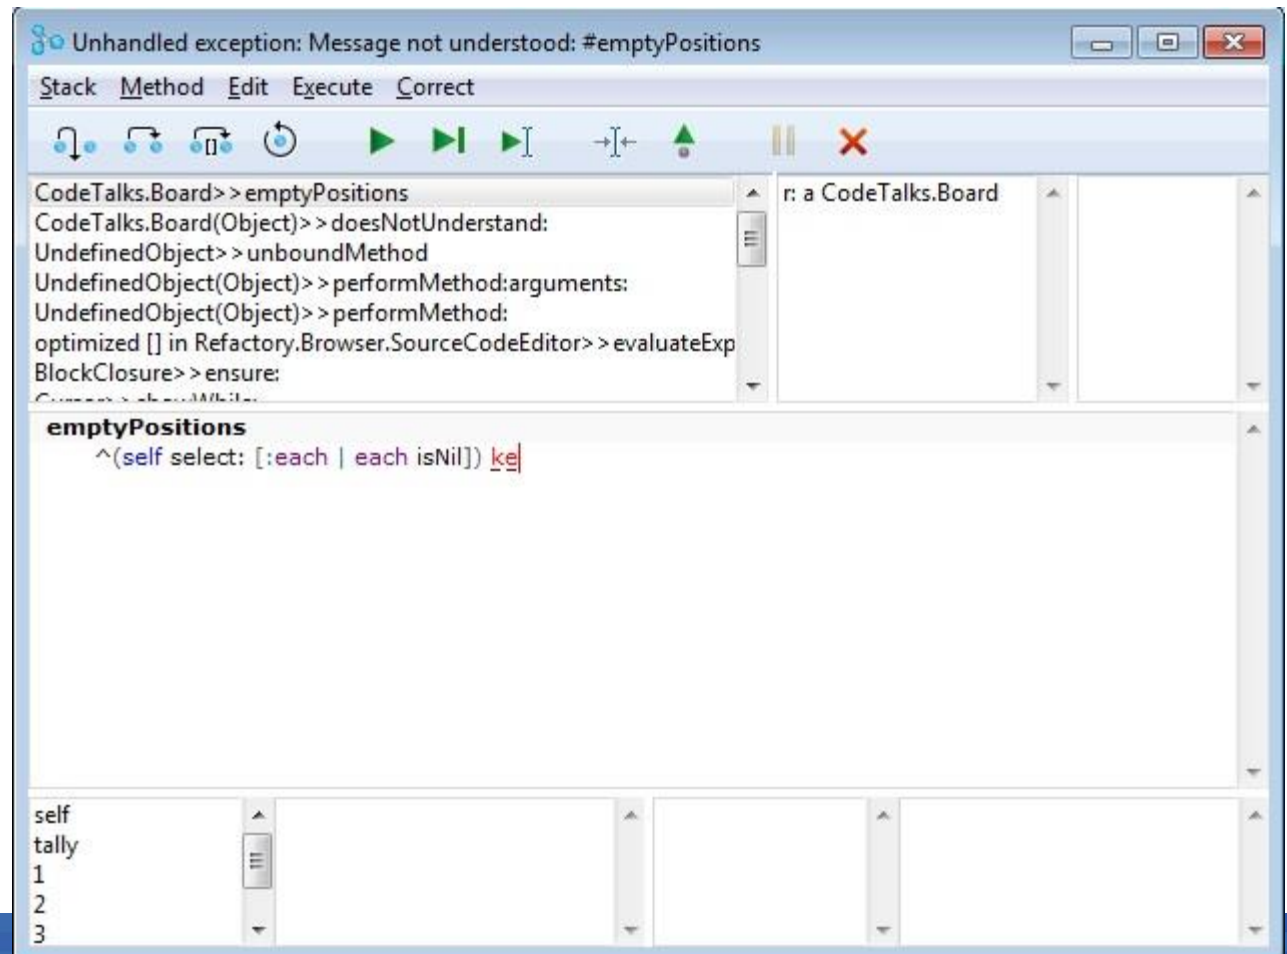 Unhandled exception: Message not understood: #emptyPositions
Stack Method Edit Execute Correct
CodeTalks.Board>>emptyPositions
CodeTalks.Board(Object)>>doesNotUnderstand:
UndefinedObject>>unboundMethod
UndefinedObject(Object)>>performMethod:arguments:
UndefinedObject(Object)>>performMethod:
optimized [] in Refactory.Browser.SourceCodeEditor>>evaluateExp
BlockClosure>>ensure:
Cursor>>showWhile:
r: a CodeTalks.Board
emptyPositions
^(self select: [:each | each isNil]) ke
self
tally
1
2
3